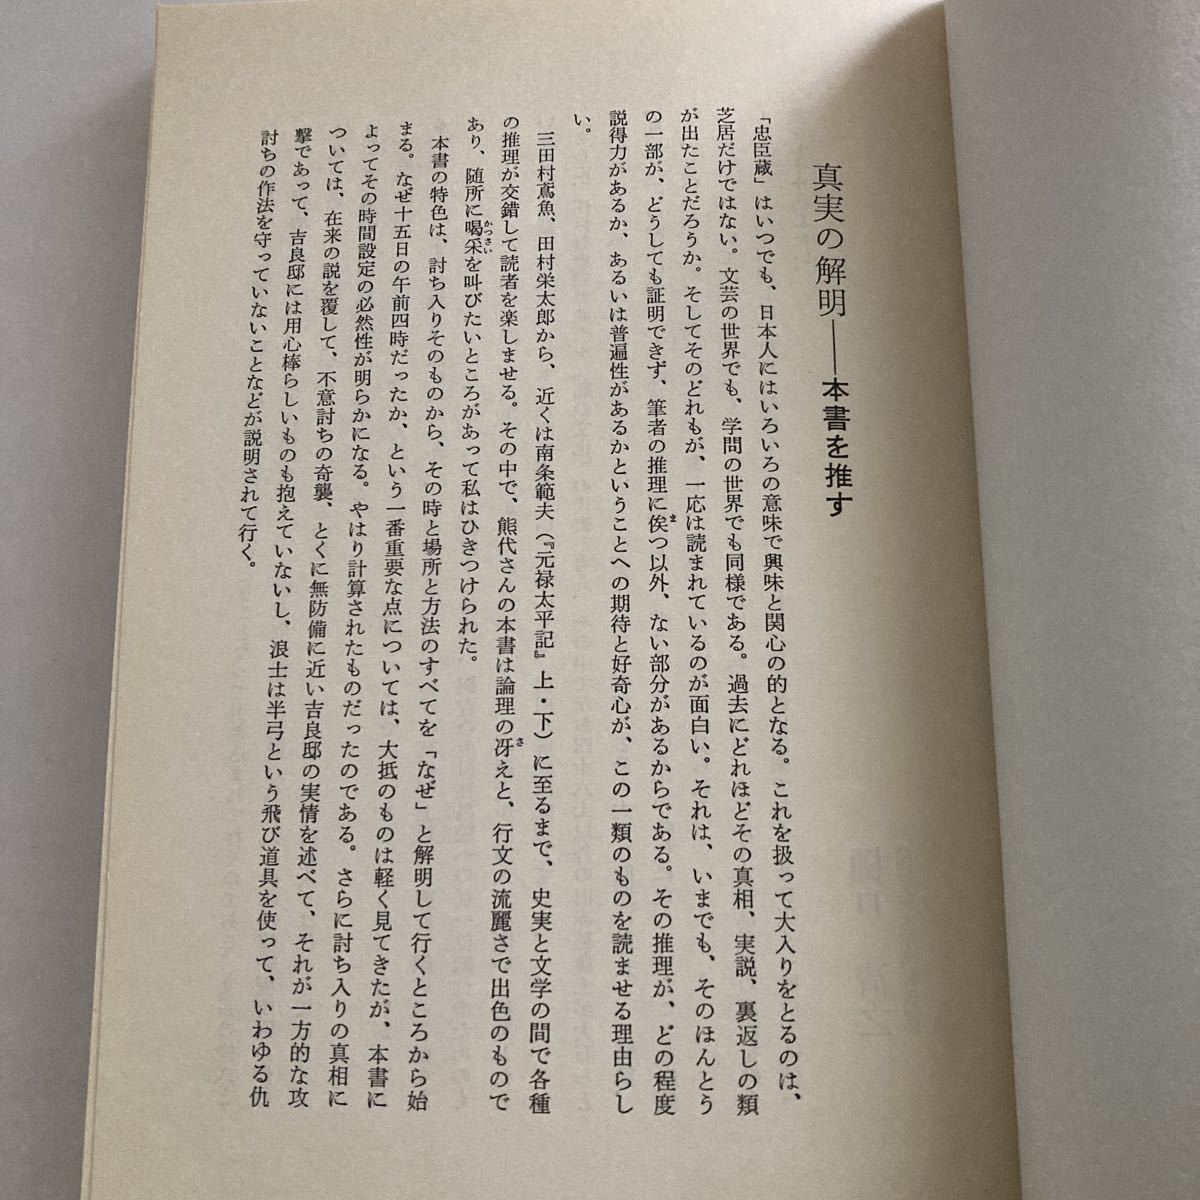 真実の解明――本書を推す
「忠臣蔵」はいつでも、日本人にはいろいろの意味で興味と関心の的となる。これを扱って大入りをとるのは、
芝居だけではない。文芸の世界でも、学問の世界でも同様である。過去にどれほどその真相、実説、裏返しの類
が出たことだろうか。そしてそのどれもが、一応は読まれているのが面白い。それは、いまでも、そのほんとう
の一部が、どうしても証明できず、筆者の推理に俟つ以外、ない部分があるからである。その推理が、どの程度
説得力があるか、あるいは普遍性があるかということへの期待と好奇心が、この一類のものを読ませる理由らし
い。
三田村鳶魚、田村栄太郎から、近くは南条範夫（『元禄太平記』上・下）に至るまで、史実と文学の間で各種
の推理が交錯して読者を楽しませる。その中で、熊代さんの本書は論理の冴えと、行文の流麗さで出色のもので
あり、随所に喝采を叫びたいところがあって私はひきつけられた。
本書の特色は、討ち入りそのものから、その時と場所と方法のすべてを「なぜ」と解明して行くところから始
まる。なぜ十五日の午前四時だったか、という一番重要な点については、大抵のものは軽く見てきたが、本書に
よってその時間設定の必然性が明らかになる。やはり計算されたものだったのである。さらに討ち入りの真相に
ついては、在来の説を覆して、不意討ちの奇襲、とくに無防備に近い吉良邸の実情を述べて、それが一方的な攻
撃であって、吉良邸には用心棒らしいものも抱えていないし、浪士は半弓という飛び道具を使って、いわゆる仇
討ちの作法を守っていないことなどが説明されて行く。